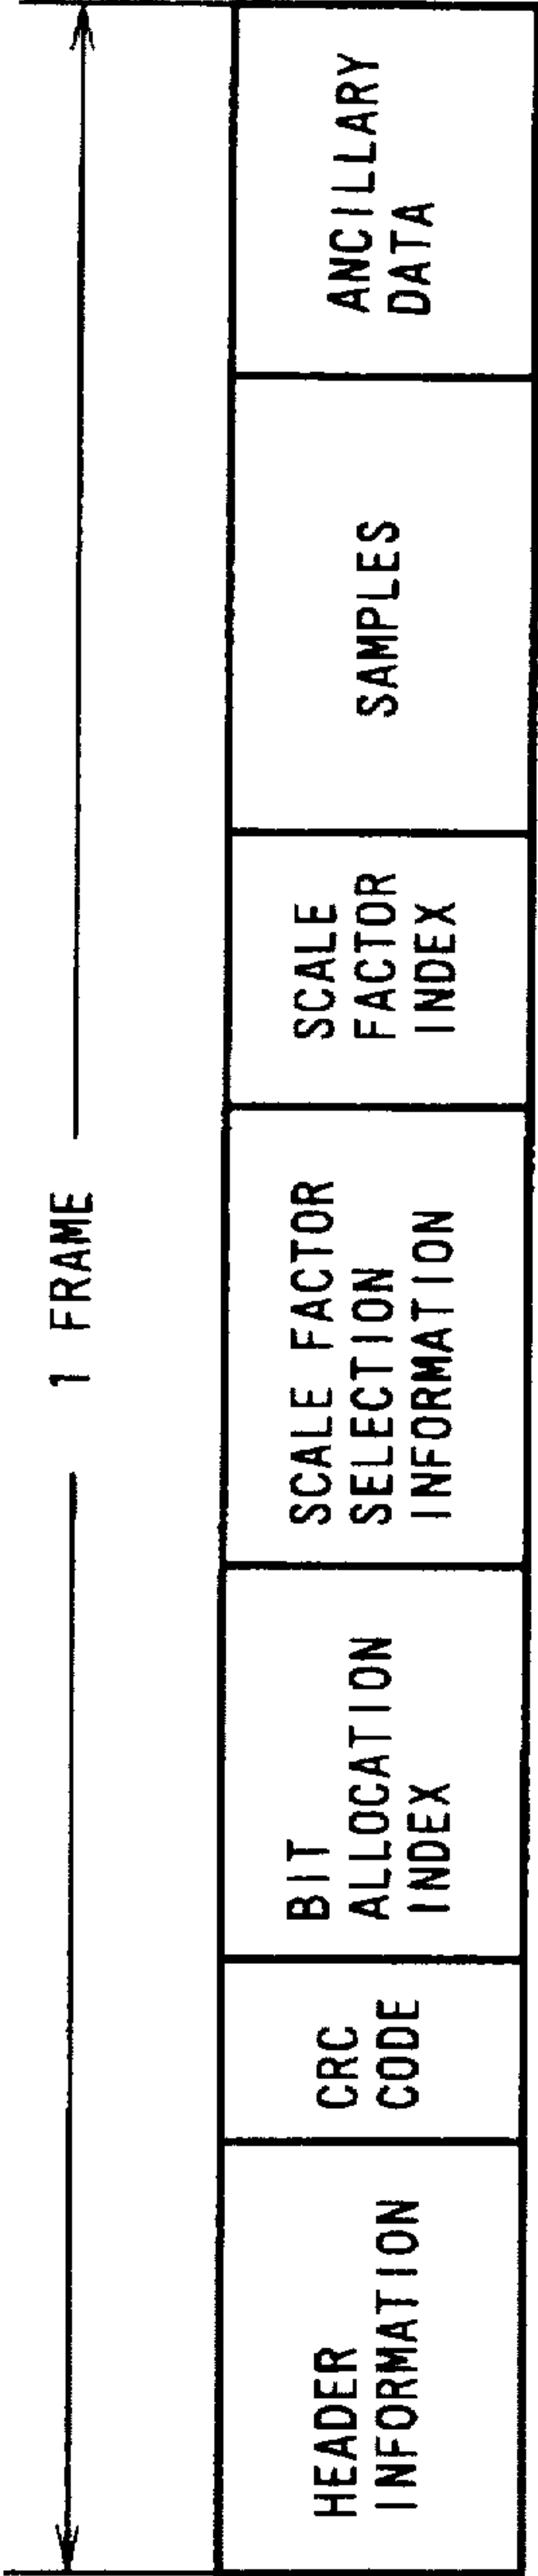 1 FRAME
HEADER
INFORMATION
CRC
CODE
BIT
ALLOCATION
INDEX
SCALE FACTOR
SELECTION
INFORMATION
SCALE
FACTOR
INDEX
SAMPLES
ANCILLARY
DATA